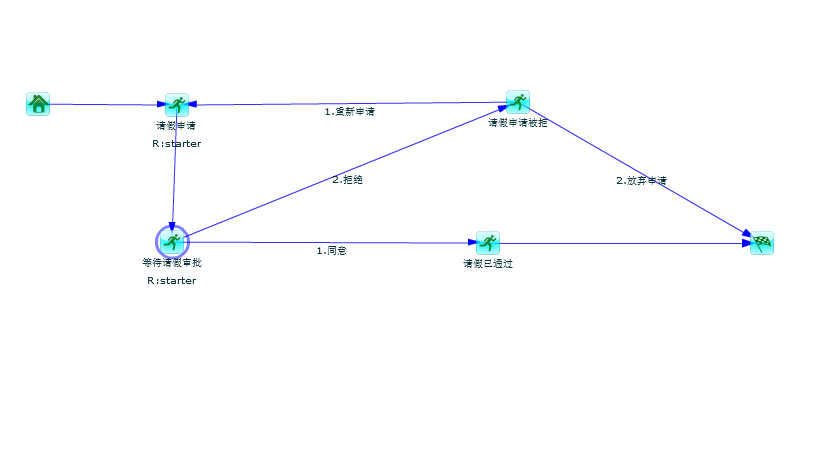 1.重新申请
请假申请
请假申请被拒
R:starter
2.拒绝
2.放弃申请
1.同意
等待请假审批
请假已通过
R:starter